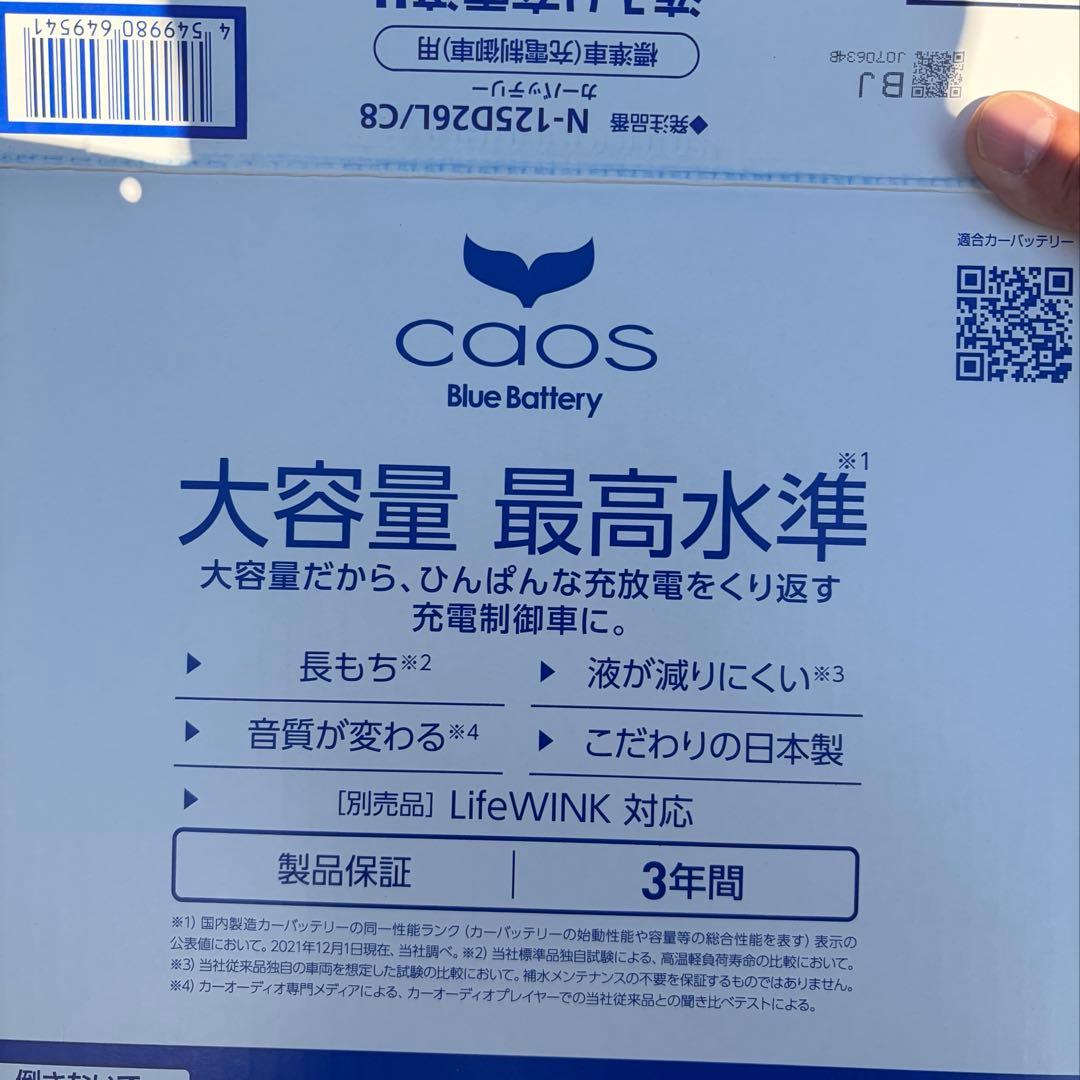 液入り充電済!!
標準車(充電制御車)用
カーバッテリー
◆発注品番 N-125D26L/C8
4 549980 649541
J070634B
BJ
適合カーバッテリー
caos
Blue Battery
大容量 最高水準※1
大容量だから、ひんぱんな充放電をくり返す
充電制御車に。
▶ 長もち※2
▶ 液が減りにくい※3
▶ 音質が変わる※4
▶ こだわりの日本製
▶ [別売品] LifeWINK 対応
製品保証 3年間
※1) 国内製造カーバッテリーの同一性能ランク (カーバッテリーの始動性能や容量等の総合性能を表す) 表示の
公表値において。2021年12月1日現在、当社調べ。※2) 当社標準品独自試験による、高温軽負荷寿命の比較において。
※3) 当社従来品独自の車両を想定した試験の比較において。補水メンテナンスの不要を保証するものではありません。
※4) カーオーディオ専門メディアによる、カーオーディオプレイヤーでの当社従来品との聞き比べテストによる。
倒さないで